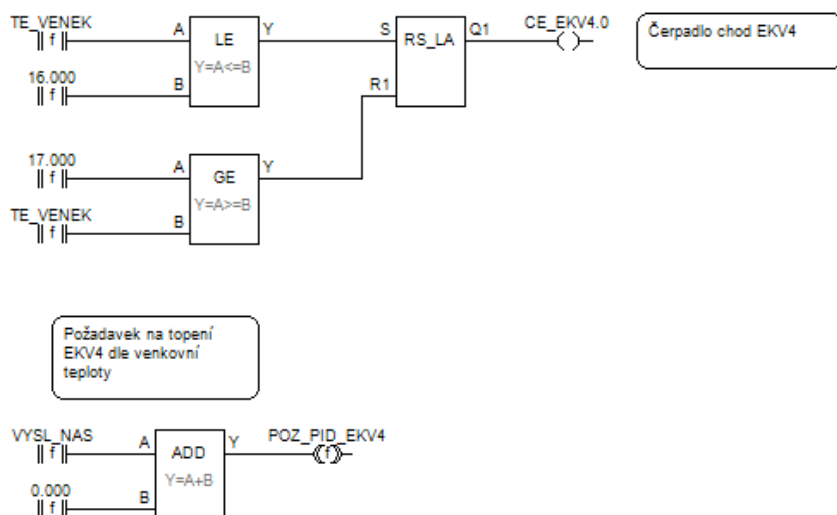 TE_VENEK
f
A
LE
Y
Y=A<=B
16.000
f
B
S
RS_LA
Q1
R1
CE_EKV4.0
Čerpadlo chod EKV4
17.000
f
A
GE
Y
Y=A>=B
TE_VENEK
f
B
Požadavek na topení
EKV4 dle venkovní
teploty
VYSL_NAS
f
A
ADD
Y
Y=A+B
POZ_PID_EKV4
f
0.000
f
B